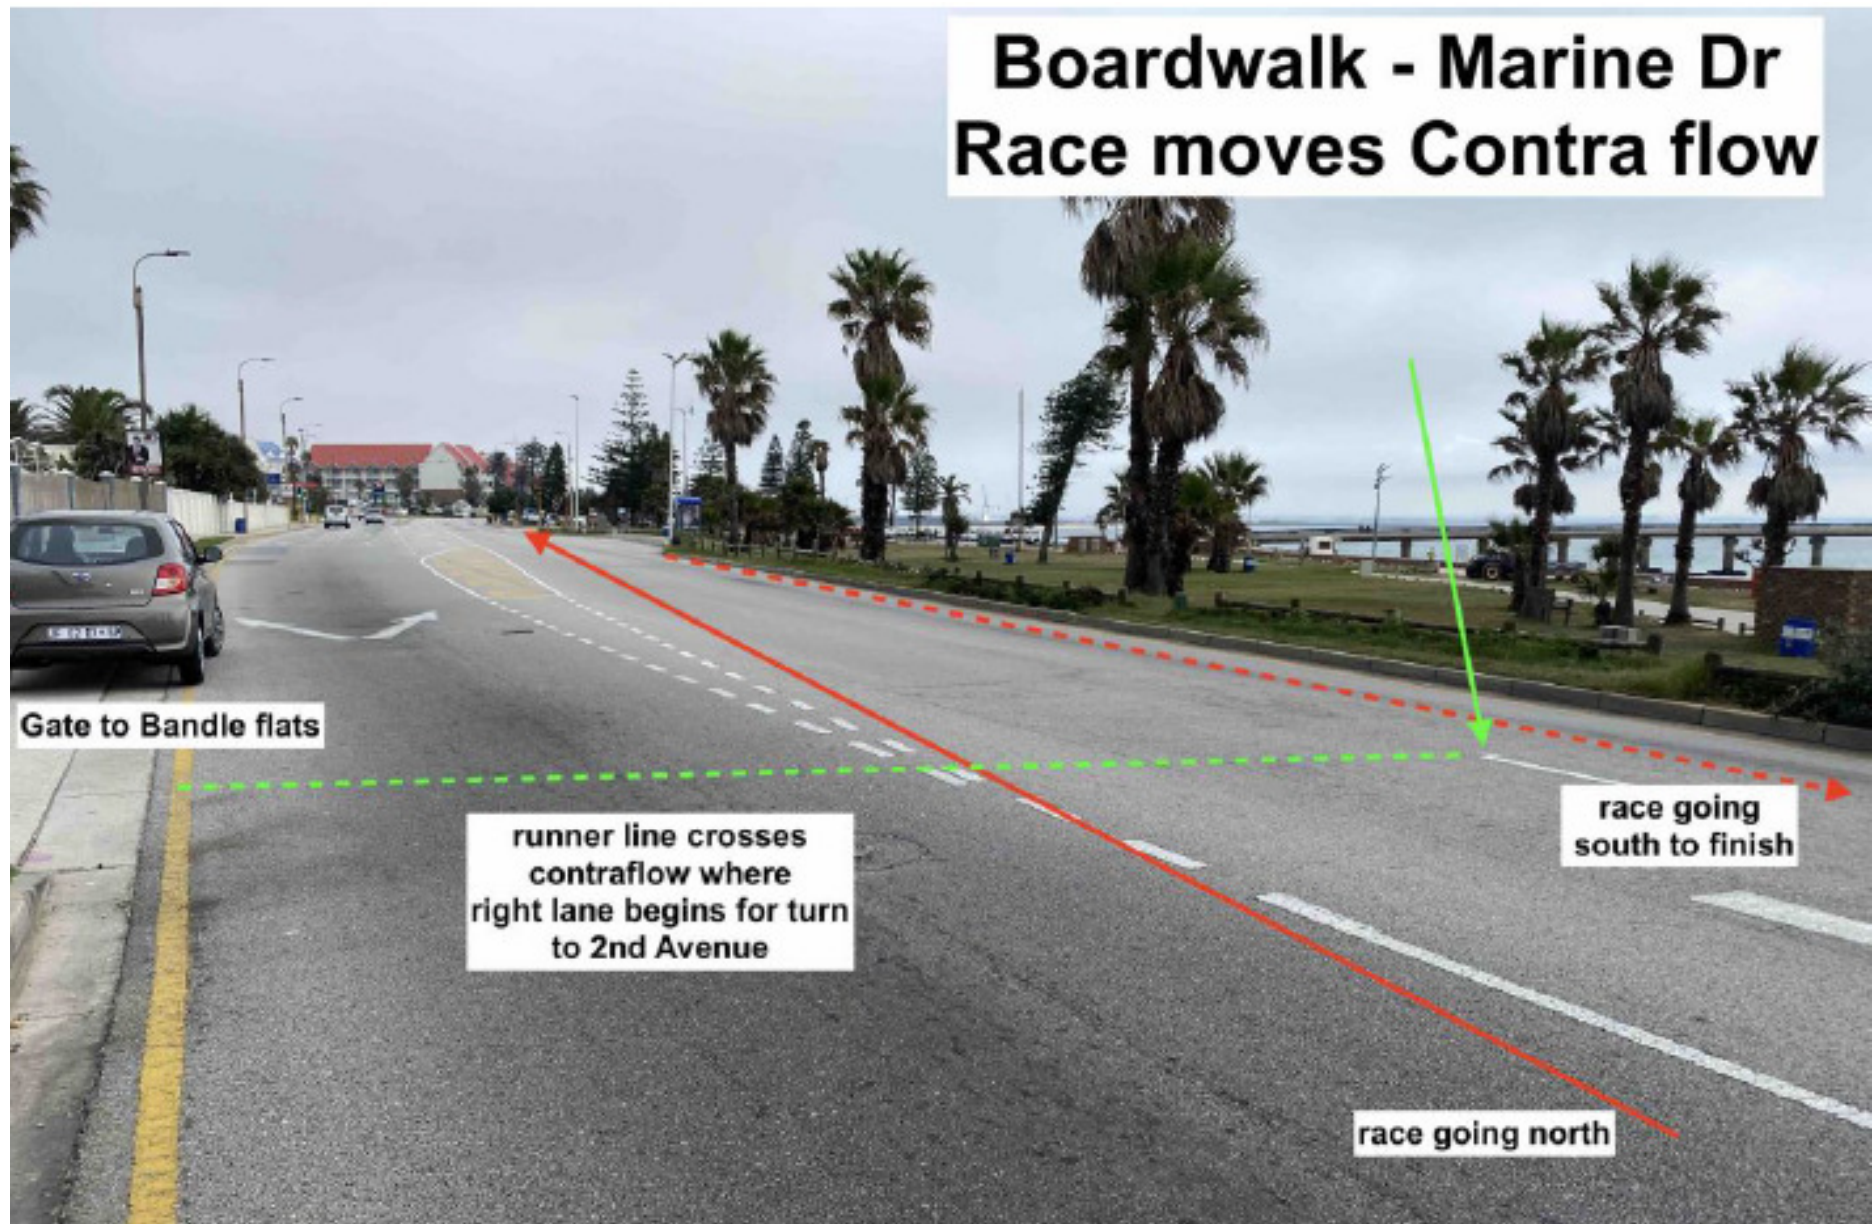 Boardwalk - Marine Dr
Race moves Contra flow
Gate to Bandle flats
runner line crosses
contraflow where
right lane begins for turn
to 2nd Avenue
race going
south to finish
race going north